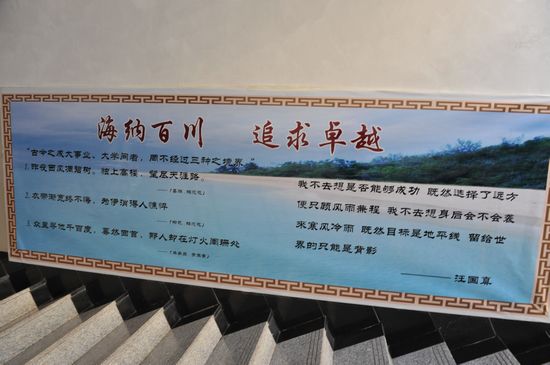 海纳百川 追求卓越
"古今之成大事业、大学问者，罔不经过三种之境界"
1.昨夜西风凋碧树，独上高楼，望尽天涯路
——《晏殊，蝶恋花》
2.衣带渐宽终不悔，为伊消得人憔悴
3.众里寻他千百度，蓦然回首，那人却在灯火阑珊处
我不去想是否能够成功 既然选择了远方
便只顾风雨兼程 我不去想身后会不会袭
来寒风冷雨 既然目标是地平线 留给世
界的只能是背影
——汪国真